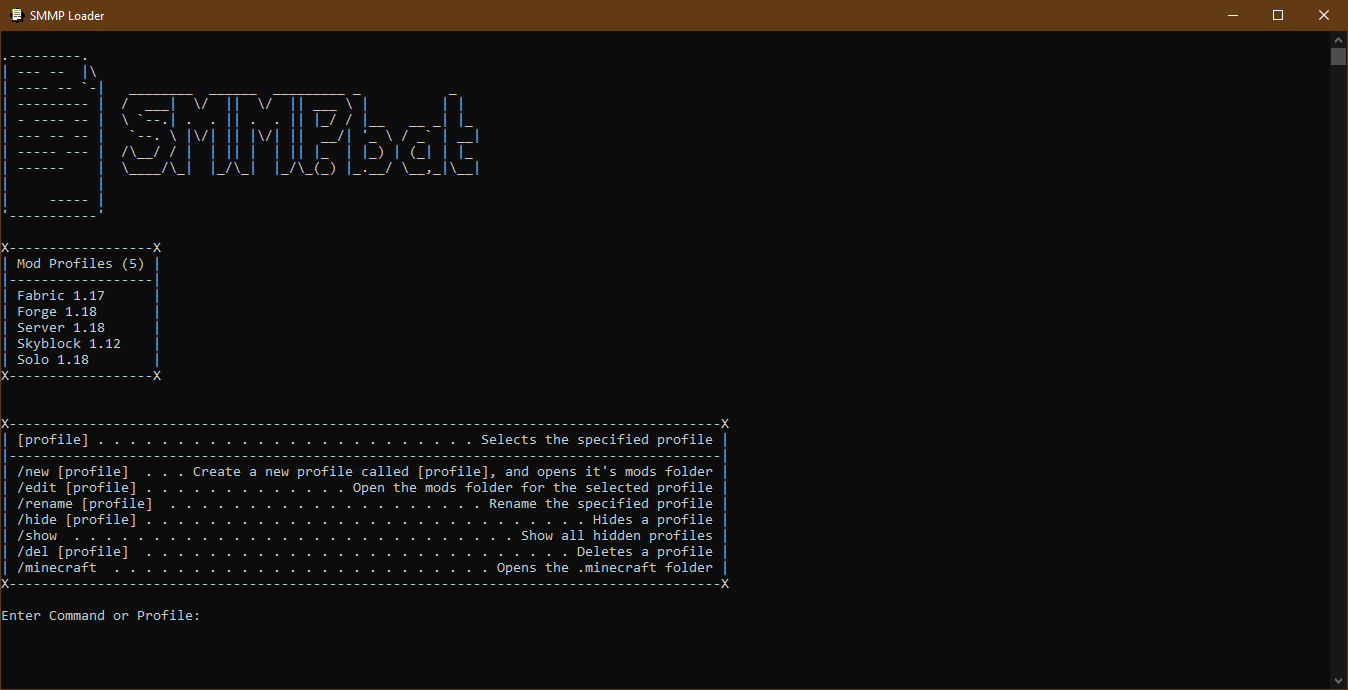 SMMP Loader
SMMP.bat
Mod Profiles (5)
Fabric 1.17
Forge 1.18
Server 1.18
Skyblock 1.12
Solo 1.18
[profile] . . . . . . . . . . . . . . . . . . . . . . . . Selects the specified profile
/new [profile]  . . . Create a new profile called [profile], and opens it's mods folder
/edit [profile] . . . . . . . . . . . . . Open the mods folder for the selected profile
/rename [profile]  . . . . . . . . . . . . . . . . . . . . Rename the specified profile
/hide [profile] . . . . . . . . . . . . . . . . . . . . . . . . . . . . Hides a profile
/show  . . . . . . . . . . . . . . . . . . . . . . . . . . . . Show all hidden profiles
/del [profile]  . . . . . . . . . . . . . . . . . . . . . . . . . . . Deletes a profile
/minecraft  . . . . . . . . . . . . . . . . . . . . . . . . Opens the .minecraft folder
Enter Command or Profile: